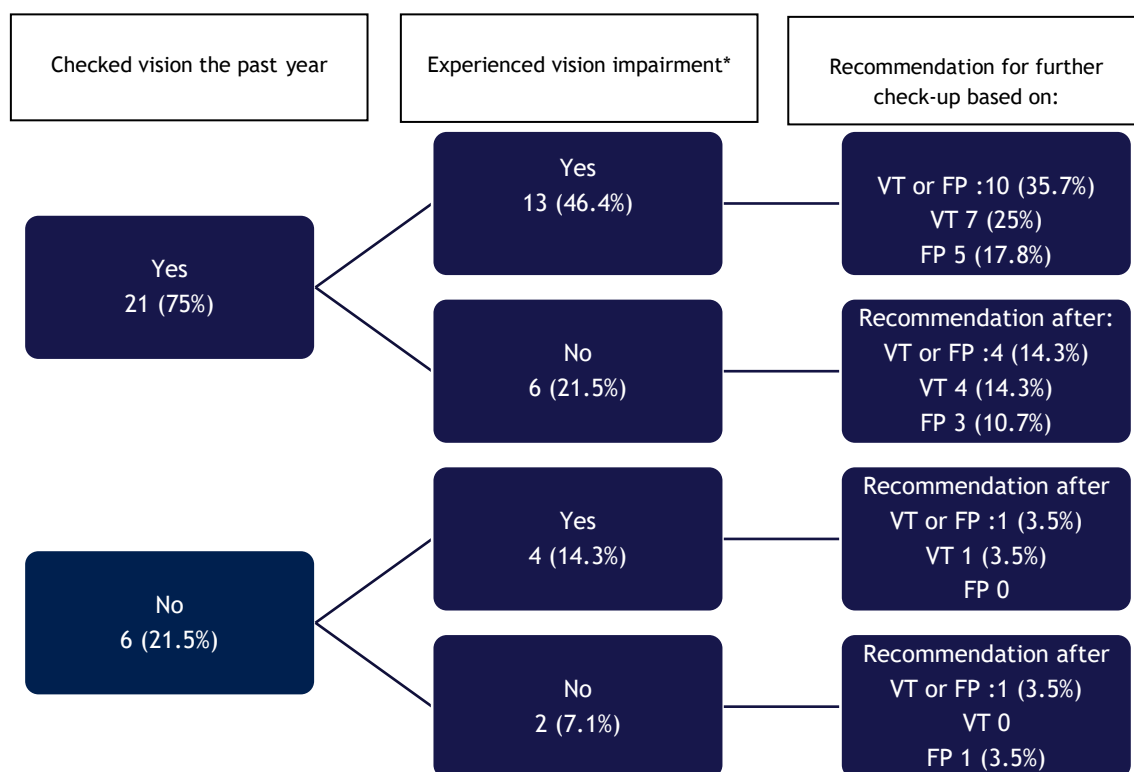 Checked vision the past year
Experienced vision impairment*
Recommendation for further
check-up based on:
Yes
21 (75%)
Yes
13 (46.4%)
VT or FP :10 (35.7%)
VT 7 (25%)
FP 5 (17.8%)
No
6 (21.5%)
Recommendation after:
VT or FP :4 (14.3%)
VT 4 (14.3%)
FP 3 (10.7%)
No
6 (21.5%)
Yes
4 (14.3%)
Recommendation after
VT or FP :1 (3.5%)
VT 1 (3.5%)
FP 0
No
2 (7.1%)
Recommendation after
VT or FP :1 (3.5%)
VT 0
FP 1 (3.5%)